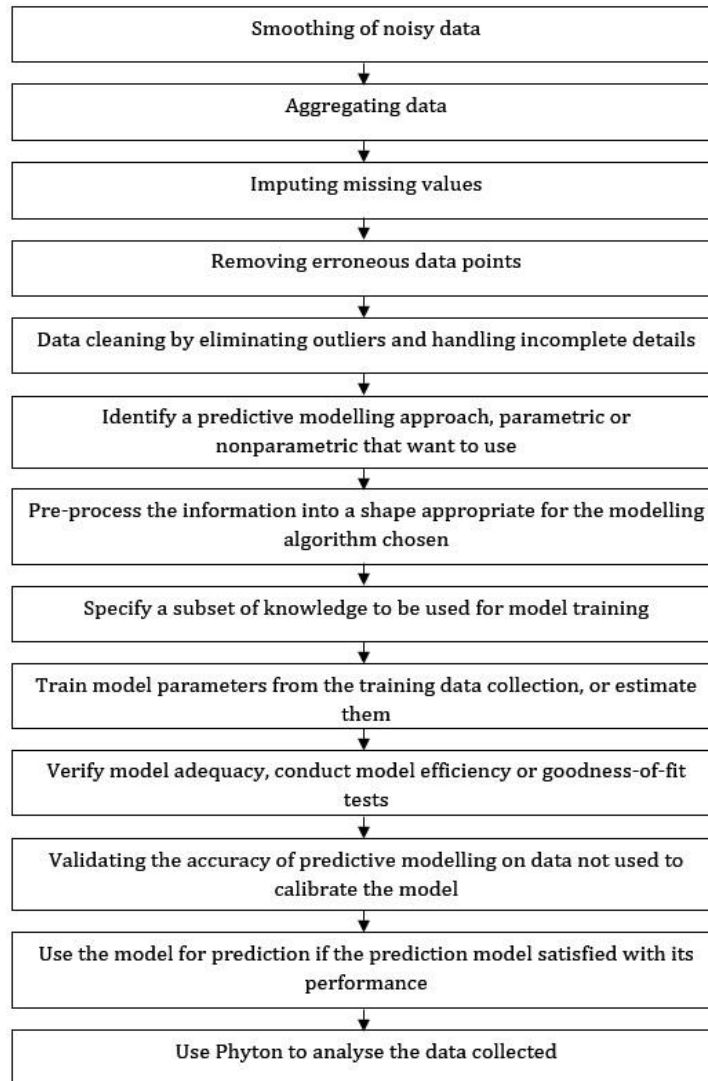 Smoothing of noisy data
Aggregating data
Imputing missing values
Removing erroneous data points
Data cleaning by eliminating outliers and handling incomplete details
Identify a predictive modelling approach, parametric or
nonparametric that want to use
Pre-process the information into a shape appropriate for the modelling
algorithm chosen
Specify a subset of knowledge to be used for model training
Train model parameters from the training data collection, or estimate
them
Verify model adequacy, conduct model efficiency or goodness-of-fit
tests
Validating the accuracy of predictive modelling on data not used to
calibrate the model
Use the model for prediction if the prediction model satisfied with its
performance
Use Phyton to analyse the data collected